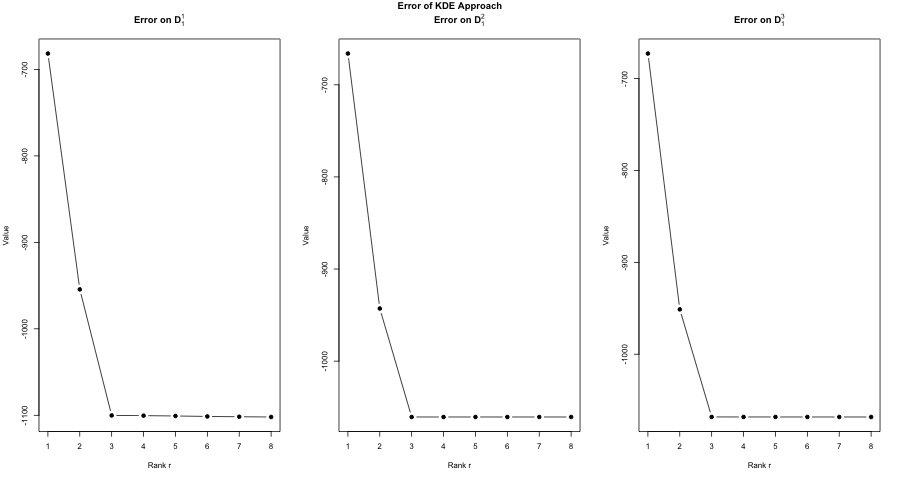 Error of KDE Approach
Error on D₁¹
Value
-700
-800
-900
-1000
-1100
1 2 3 4 5 6 7 8
Rank r
Error on D₁²
Value
-700
-800
-900
-1000
1 2 3 4 5 6 7 8
Rank r
Error on D₁³
Value
-700
-800
-900
-1000
1 2 3 4 5 6 7 8
Rank r